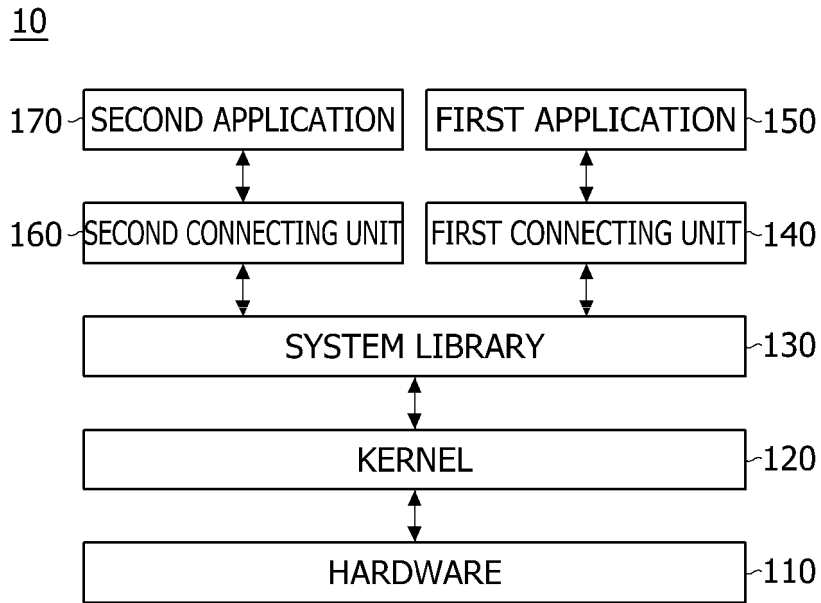 10
170 SECOND APPLICATION FIRST APPLICATION 150
160 SECOND CONNECTING UNIT FIRST CONNECTING UNIT 140
SYSTEM LIBRARY 130
KERNEL 120
HARDWARE 110